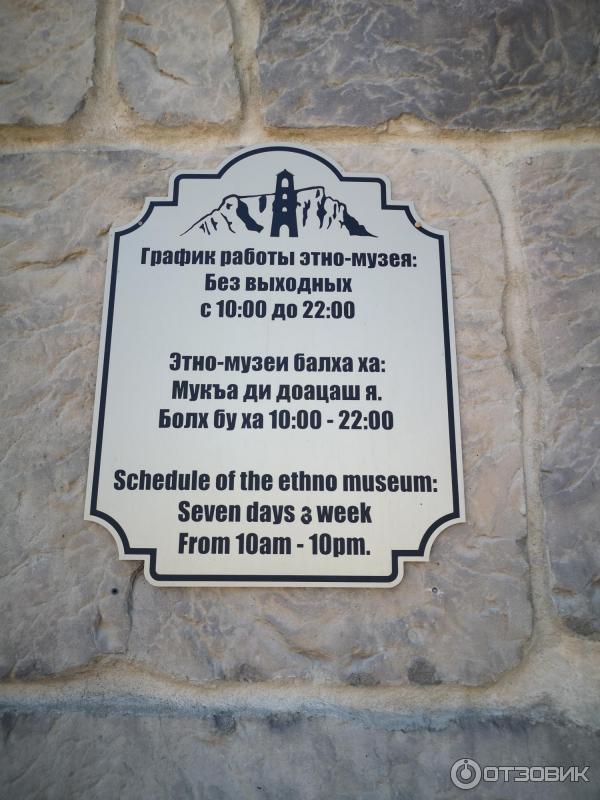 График работы этно-музея:
Без выходных
с 10:00 до 22:00
Этно-музеи балха ха:
Мукъа ди доацаш я.
Болх бу ха 10:00 - 22:00
Schedule of the ethno museum:
Seven days a week
From 10am - 10pm.
ОТЗОВИК